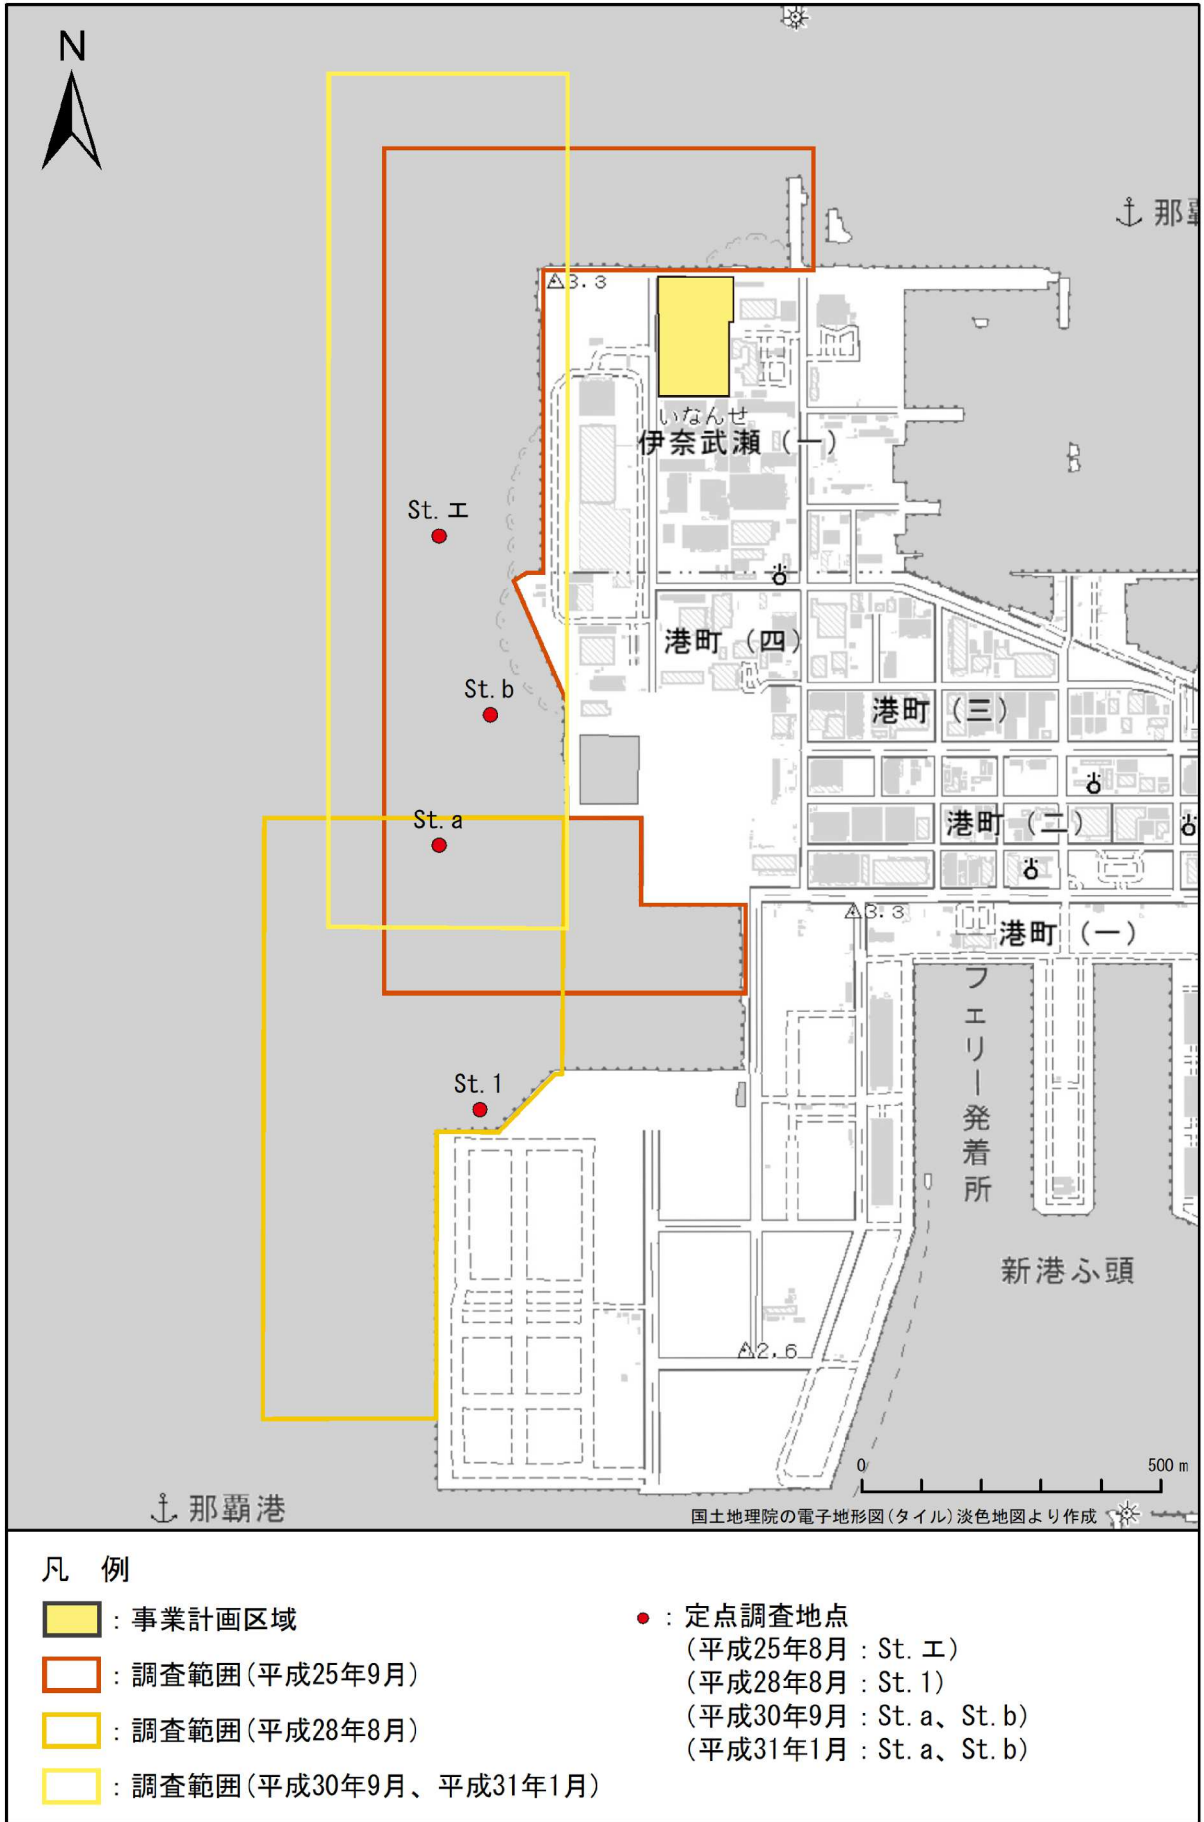 N
⚓ 那覇
3.3
いなんせ
伊奈武瀬（一）
St.エ
港町（四）
St.b
港町（三）
St.a
港町（二）
3.3
港町（一）
フェリー発着所
St.1
新港ふ頭
2.6
0 500 m
那覇港
国土地理院の電子地形図(タイル)淡色地図より作成
凡 例
：事業計画区域
：調査範囲(平成25年9月)
：調査範囲(平成28年8月)
：調査範囲(平成30年9月、平成31年1月)
：定点調査地点
(平成25年8月：St.エ)
(平成28年8月：St.1)
(平成30年9月：St.a、St.b)
(平成31年1月：St.a、St.b)